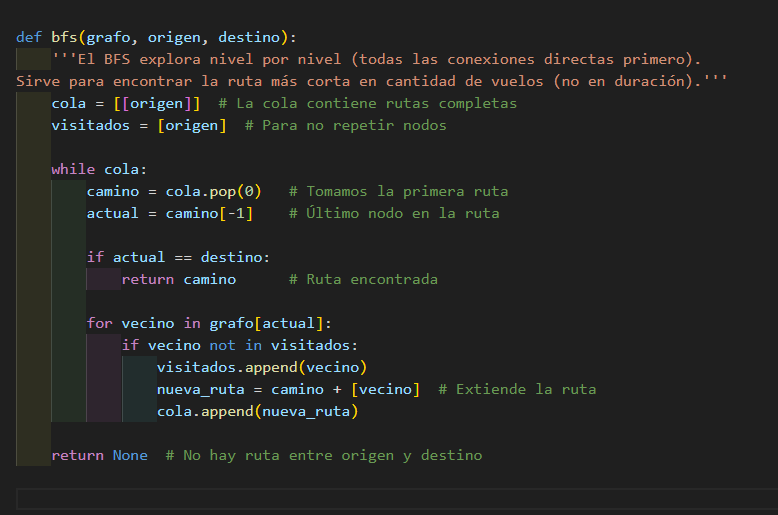 def bfs(grafo, origen, destino):
    '''El BFS explora nivel por nivel (todas las conexiones directas primero).
Sirve para encontrar la ruta más corta en cantidad de vuelos (no en duración).'''
    cola = [[origen]]  # La cola contiene rutas completas
    visitados = [origen]  # Para no repetir nodos
    while cola:
        camino = cola.pop(0)   # Tomamos la primera ruta
        actual = camino[-1]    # Último nodo en la ruta
        if actual == destino:
            return camino      # Ruta encontrada
        for vecino in grafo[actual]:
            if vecino not in visitados:
                visitados.append(vecino)
                nueva_ruta = camino + [vecino]  # Extiende la ruta
                cola.append(nueva_ruta)
    return None  # No hay ruta entre origen y destino